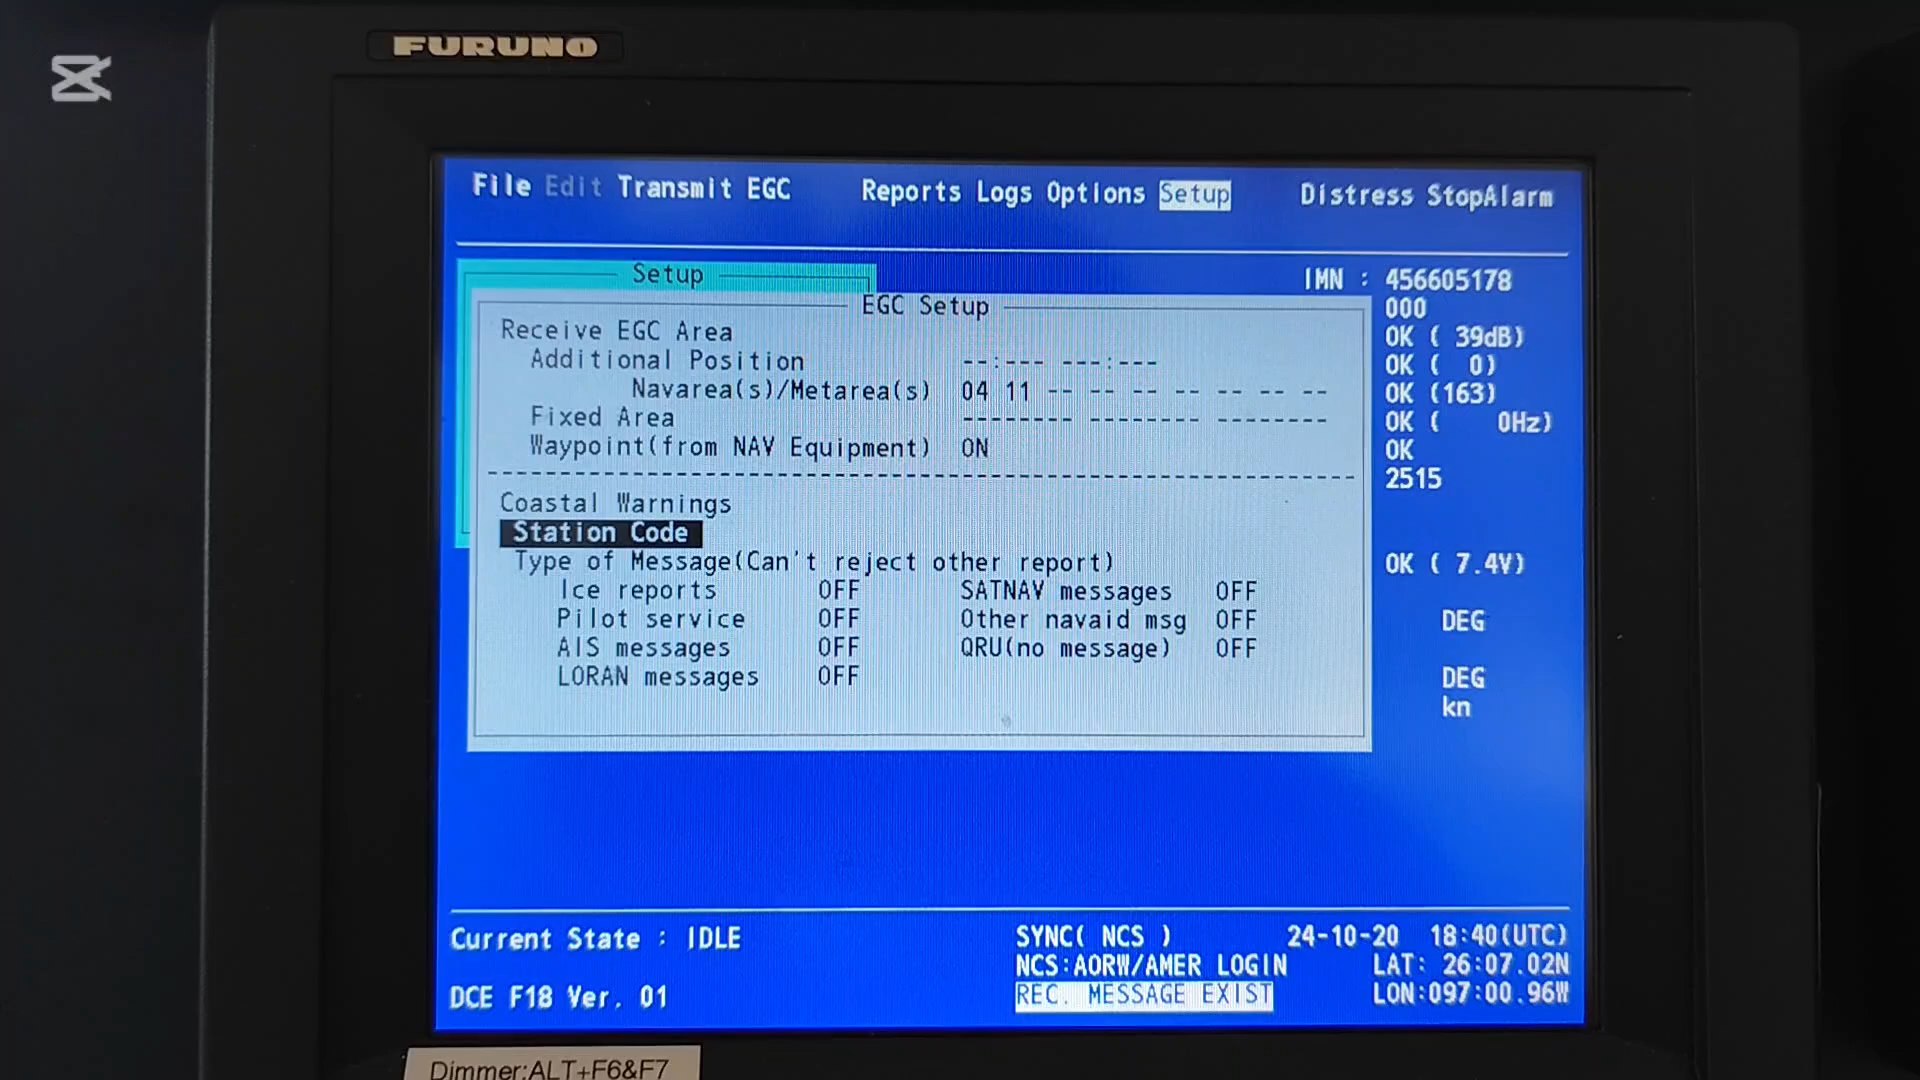 FURUNO
File Edit Transmit EGC Reports Logs Options Setup Distress StopAlarm
Setup
EGC Setup
Receive EGC Area
Additional Position --:--- ---:---
Navarea(s)/Metarea(s) 04 11 -- -- -- -- -- -- --
Fixed Area -------- -------- --------
Waypoint(from NAV Equipment) ON
Coastal Warnings
Station Code
Type of Message(Can't reject other report)
Ice reports OFF SATNAV messages OFF
Pilot service OFF Other navaid msg OFF
AIS messages OFF QRU(no message) OFF
LORAN messages OFF
IMN : 456605178
000
OK ( 39dB)
OK ( 0)
OK (163)
OK ( 0Hz)
OK
2515
OK ( 7.4V)
DEG
DEG
kn
Current State : IDLE
DCE F18 Ver. 01
SYNC( NCS ) 24-10-20 18:40(UTC)
NCS:AORW/AMER LOGIN LAT: 26:07.02N
REC. MESSAGE EXIST LON:097:00.96W
Dimmer:ALT+F6&F7